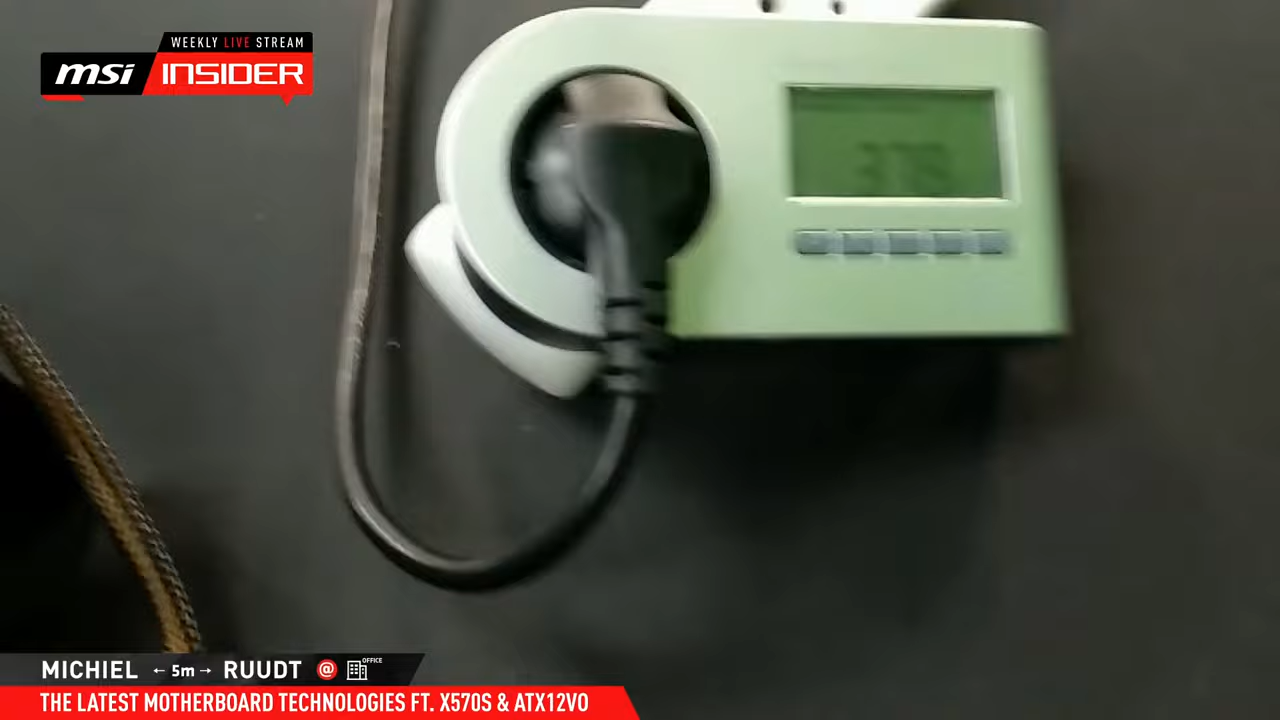 WEEKLY LIVE STREAM
msi INSIDER
MICHIEL ← 5m → RUUDT @ OFFICE
THE LATEST MOTHERBOARD TECHNOLOGIES FT. X570S & ATX12VO